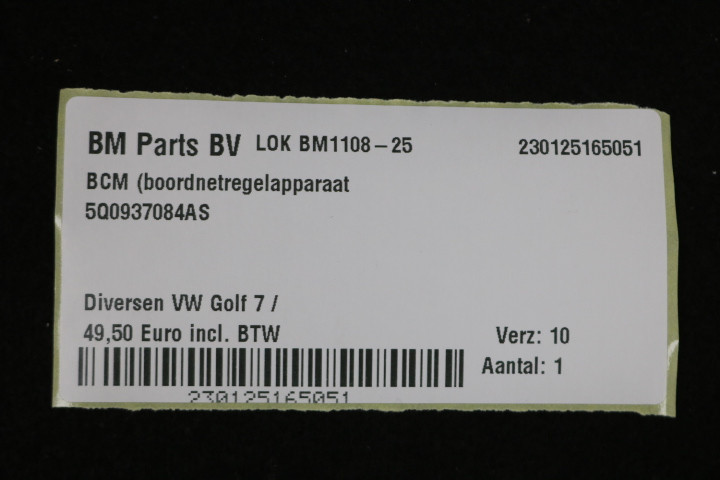 BM Parts BV LOK BM1108-25 230125165051
BCM (boordnetregelapparaat
5Q0937084AS
Diversen VW Golf 7 /
49,50 Euro incl. BTW Verz: 10
Aantal: 1
230125165051